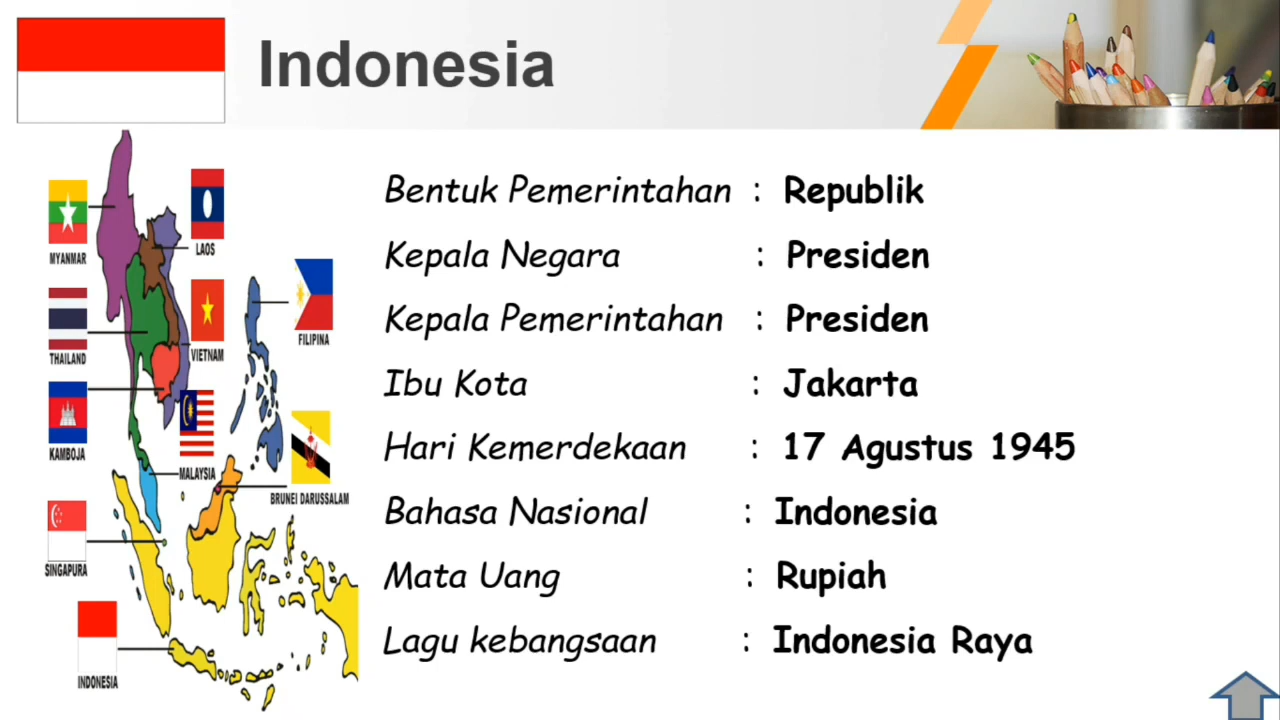 Indonesia
Bentuk Pemerintahan : Republik
Kepala Negara : Presiden
Kepala Pemerintahan : Presiden
Ibu Kota : Jakarta
Hari Kemerdekaan : 17 Agustus 1945
Bahasa Nasional : Indonesia
Mata Uang : Rupiah
Lagu kebangsaan : Indonesia Raya
MYANMAR
LAOS
THAILAND
VIETNAM
FILIPINA
KAMBOJA
MALAYSIA
BRUNEI DARUSSALAM
SINGAPURA
INDONESIA